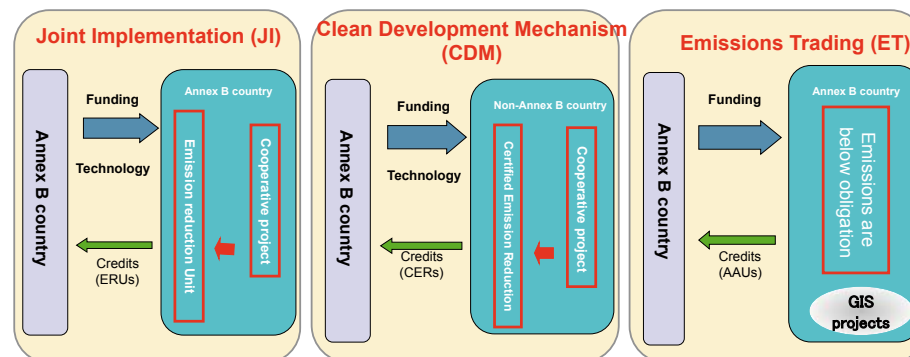 Joint Implementation (JI)
Annex B country
Funding
Technology
Credits
(ERUs)
Annex B country
Emission reduction Unit
Cooperative project
Clean Development Mechanism
(CDM)
Annex B country
Funding
Technology
Credits
(CERs)
Non-Annex B country
Certified Emission Reduction
Cooperative project
Emissions Trading (ET)
Annex B country
Funding
Credits
(AAUs)
Annex B country
Emissions are
below obligation
GIS
projects